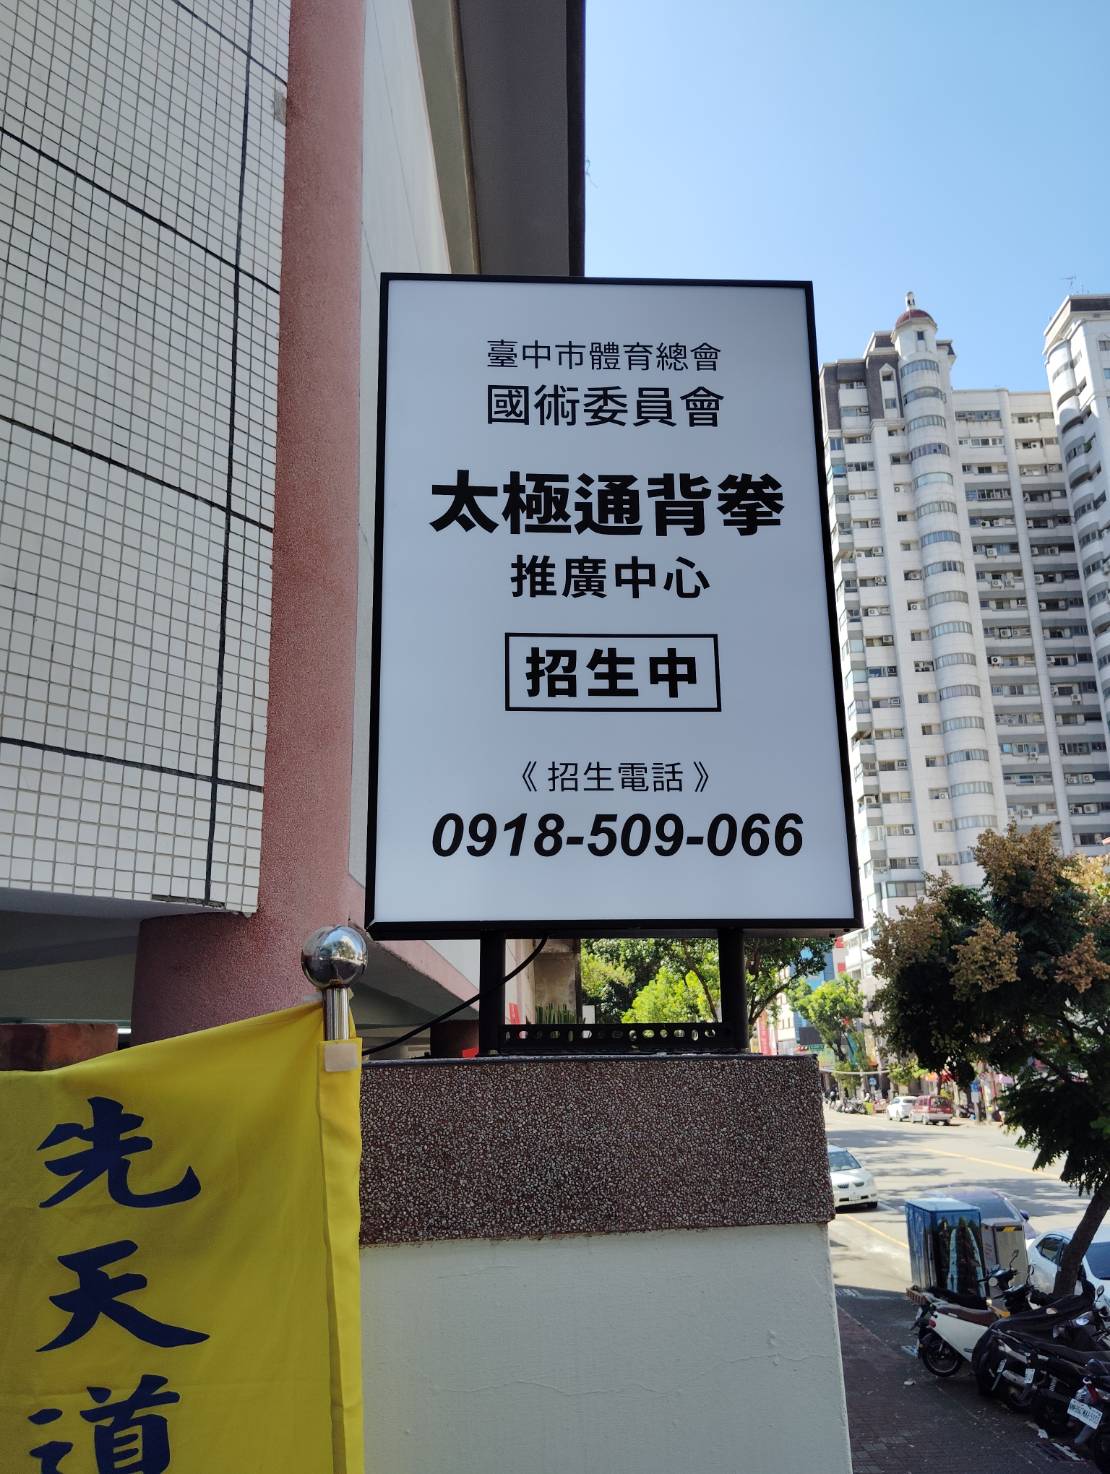 臺中市體育總會
國術委員會
太極通背拳
推廣中心
招生中
《招生電話》
0918-509-066
先天道